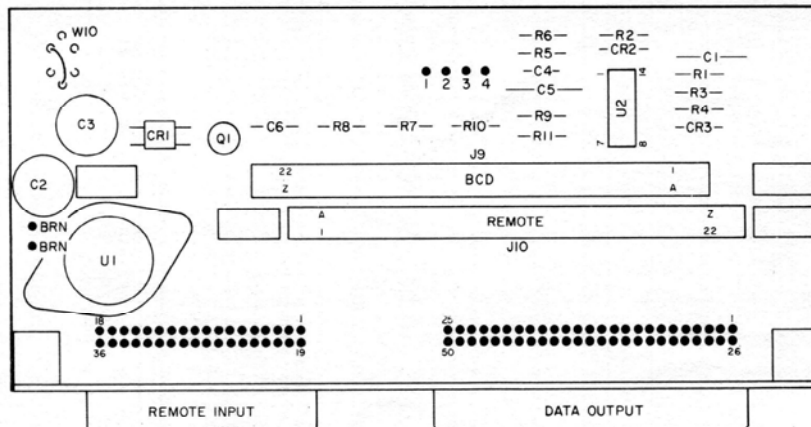 W10
R6 R2
R5 CR2
C1
1 2 3 4
C4
1 14
R1
C5
R3
C3
U2
R4
CR1
Q1
C6 R8 R7 R10 R9
CR3
R11
7 8
J9
C2
22 BCD 1
Z A
BRN
A REMOTE Z
BRN
1 22
U1
J10
18 1 25 1
36 19 50 26
REMOTE INPUT DATA OUTPUT